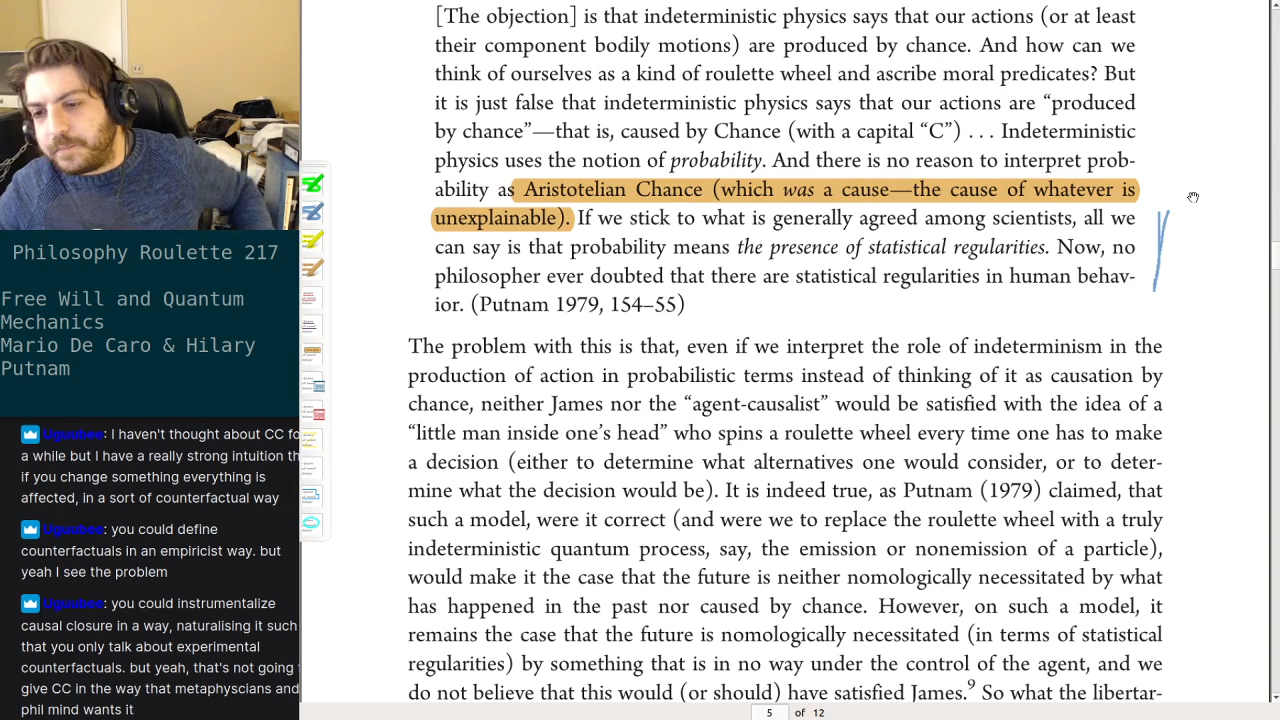 [The objection] is that indeterministic physics says that our actions (or at least
their component bodily motions) are produced by chance. And how can we
think of ourselves as a kind of roulette wheel and ascribe moral predicates? But
it is just false that indeterministic physics says that our actions are “produced
by chance”—that is, caused by Chance (with a capital “C”) . . . Indeterministic
physics uses the notion of probability. And there is no reason to interpret prob-
ability as Aristotelian Chance (which was a cause—the cause of whatever is
unexplainable). If we stick to what is generally agreed among scientists, all we
can say is that probability means the presence of statistical regularities. Now, no
philosopher ever doubted that there are statistical regularities in human behav-
ior. (Putnam 1979, 154–55)
The problem with this is that, even if we interpret the role of indeterminism in the
production of action in probabilistic terms instead of thinking of it as causation by
chance, neither James nor any “agency realist” would be satisfied with the idea of a
“little man inside one’s head” who spins a roulette wheel every time one has to make
a decision (either to determine what alternatives one would consider, or to deter-
mine what the decision would be). It is indeed true, as Putnam (1979) claimed, that
such a model, were it correct (and were we to replace the roulette wheel with a truly
indeterministic quantum process, say, the emission or nonemission of a particle),
would make it the case that the future is neither nomologically necessitated by what
has happened in the past nor caused by chance. However, on such a model, it
remains the case that the future is nomologically necessitated (in terms of statistical
regularities) by something that is in no way under the control of the agent, and we
do not believe that this would (or should) have satisfied James.9 So what the libertar-
5 of 12
Philosophy Roulette 217
Free Will and Quantum
Mechanics
Mario De Caro & Hilary
Putnam
Uguubee: I haven't thought about CC fo
a while but I have a really strong intuition th
if you change something everything is
affected, in a sort of counterfactual way
Uguubee: you could define
counterfactuals in an empiricist way. but
yeah I see the problem
Uguubee: you could instrumentalize
causal closure in a way, naturalising it such
that you only talk about experimental
counterfactuals. but yeah, that's not going
give CC in the way that metaphyscians and
phil mind wants it